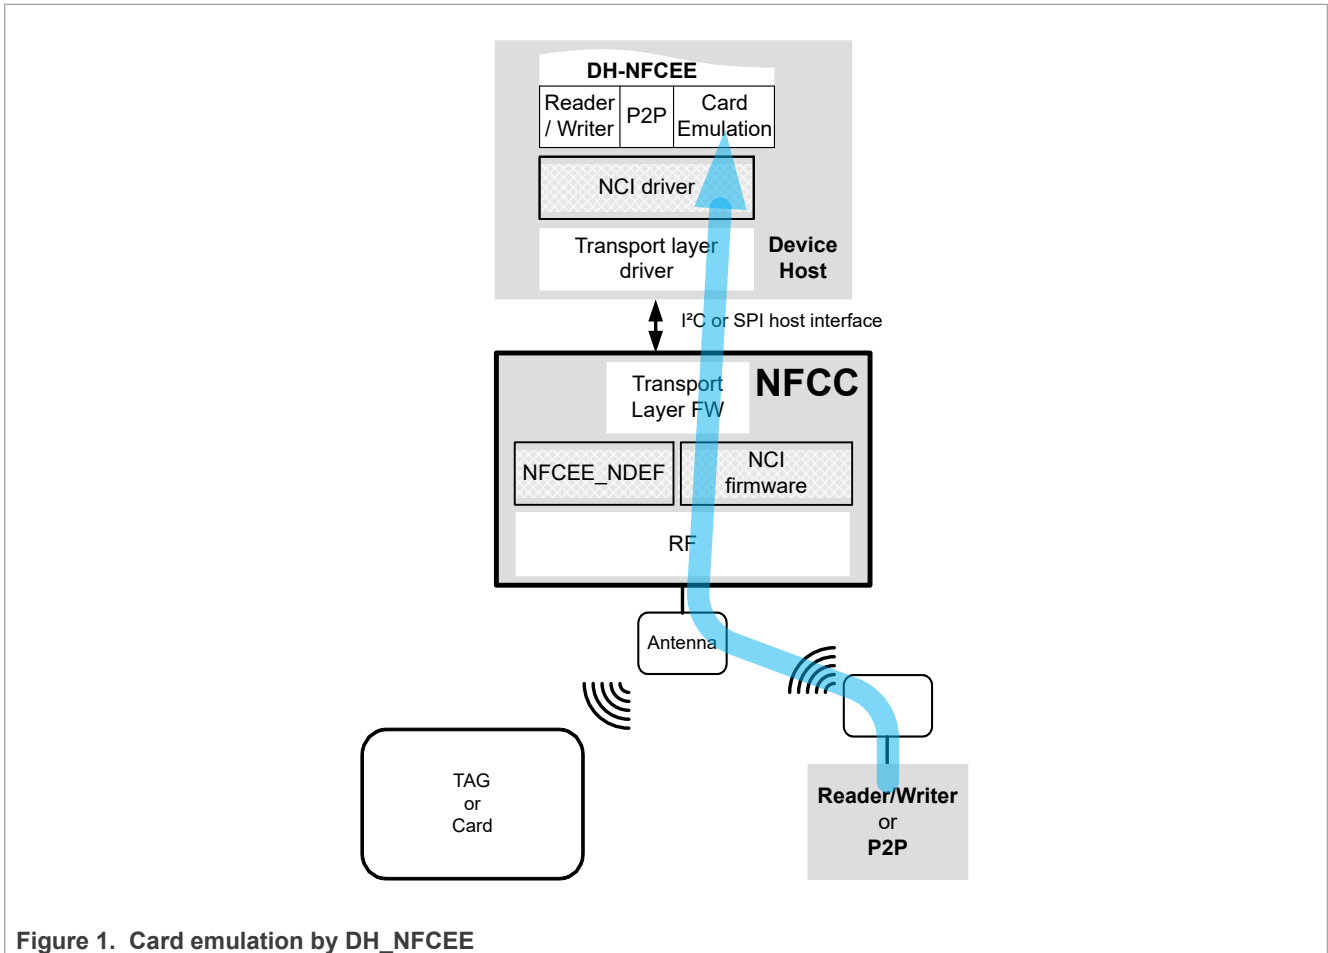 DH-NFCEE
Reader
/ Writer
P2P
Card
Emulation
NCI driver
Transport layer
driver
Device
Host
I²C or SPI host interface
NFCC
Transport
Layer FW
NFCEE_NDEF
NCI
firmware
RF
Antenna
TAG
or
Card
Reader/Writer
or
P2P
Figure 1. Card emulation by DH_NFCEE